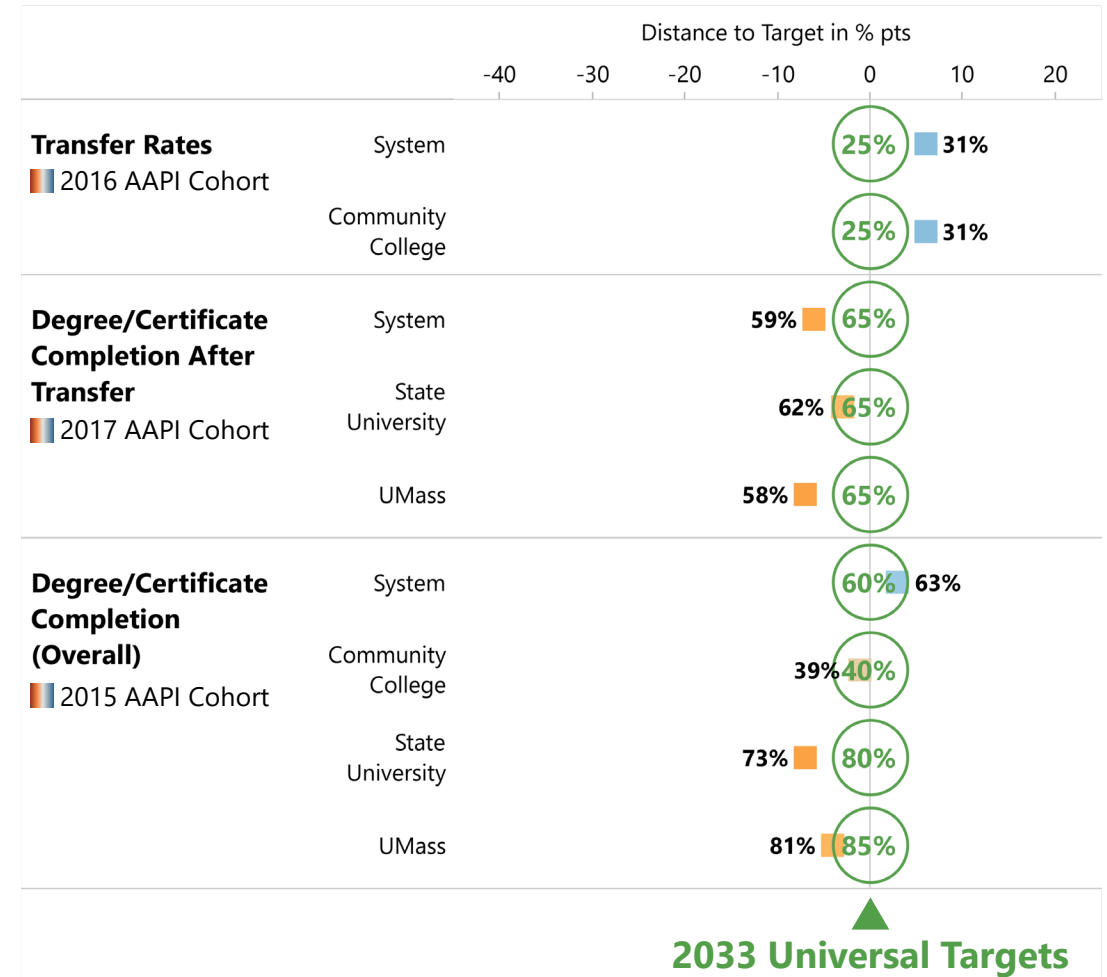 Distance to Target in % pts
-40 -30 -20 -10 0 10 20
Transfer Rates
2016 AAPI Cohort
System
25% 31%
Community
College
25% 31%
Degree/Certificate
Completion After
Transfer
2017 AAPI Cohort
System
59% 65%
State
University
62% 65%
UMass
58% 65%
Degree/Certificate
Completion
(Overall)
2015 AAPI Cohort
System
60% 63%
Community
College
39% 40%
State
University
73% 80%
UMass
81% 85%
2033 Universal Targets